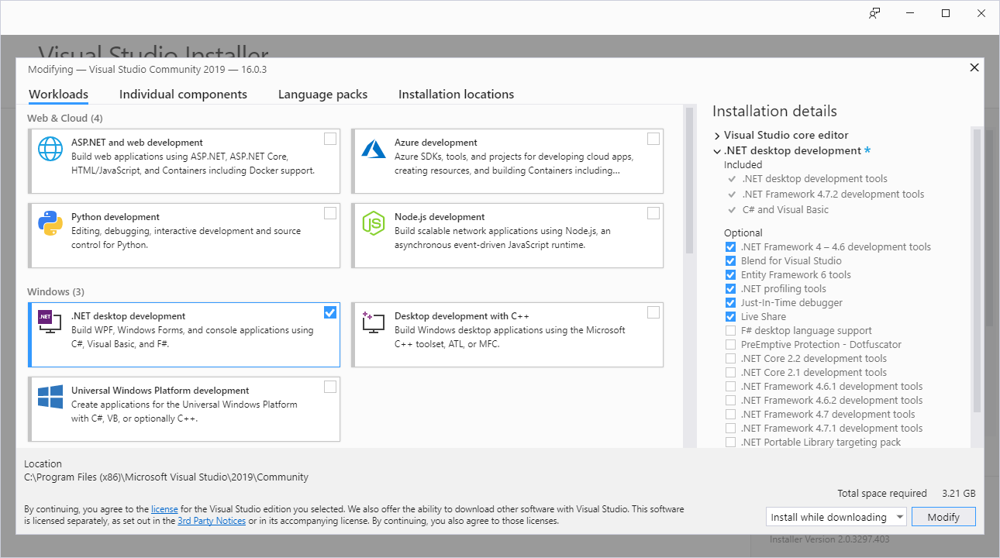 Visual Studio Installer
Modifying — Visual Studio Community 2019 — 16.0.3
Workloads
Individual components
Language packs
Installation locations
Web & Cloud (4)
ASP.NET and web development
Build web applications using ASP.NET, ASP.NET Core,
HTML/JavaScript, and Containers including Docker support.
Azure development
Azure SDKs, tools, and projects for developing cloud apps,
creating resources, and building Containers including...
Python development
Editing, debugging, interactive development and source
control for Python.
JS
Node.js development
Build scalable network applications using Node.js, an
asynchronous event-driven JavaScript runtime.
Windows (3)
.NET
.NET desktop development
Build WPF, Windows Forms, and console applications using
C#, Visual Basic, and F#.
Desktop development with C++
Build Windows desktop applications using the Microsoft
C++ toolset, ATL, or MFC.
Universal Windows Platform development
Create applications for the Universal Windows Platform
with C#, VB, or optionally C++.
Installation details
Visual Studio core editor
.NET desktop development *
Included
.NET desktop development tools
.NET Framework 4.7.2 development tools
C# and Visual Basic
Optional
.NET Framework 4 – 4.6 development tools
Blend for Visual Studio
Entity Framework 6 tools
.NET profiling tools
Just-In-Time debugger
Live Share
F# desktop language support
PreEmptive Protection - Dotfuscator
.NET Core 2.2 development tools
.NET Core 2.1 development tools
.NET Framework 4.6.1 development tools
.NET Framework 4.6.2 development tools
.NET Framework 4.7 development tools
.NET Framework 4.7.1 development tools
.NET Portable Library targeting pack
Location
C:\Program Files (x86)\Microsoft Visual Studio\2019\Community
Total space required 3.21 GB
By continuing, you agree to the license for the Visual Studio edition you selected. We also offer the ability to download other software with Visual Studio. This software
is licensed separately, as set out in the 3rd Party Notices or in its accompanying license. By continuing, you also agree to those licenses.
Install while downloading
Modify
Installer Version 2.0.3297.403